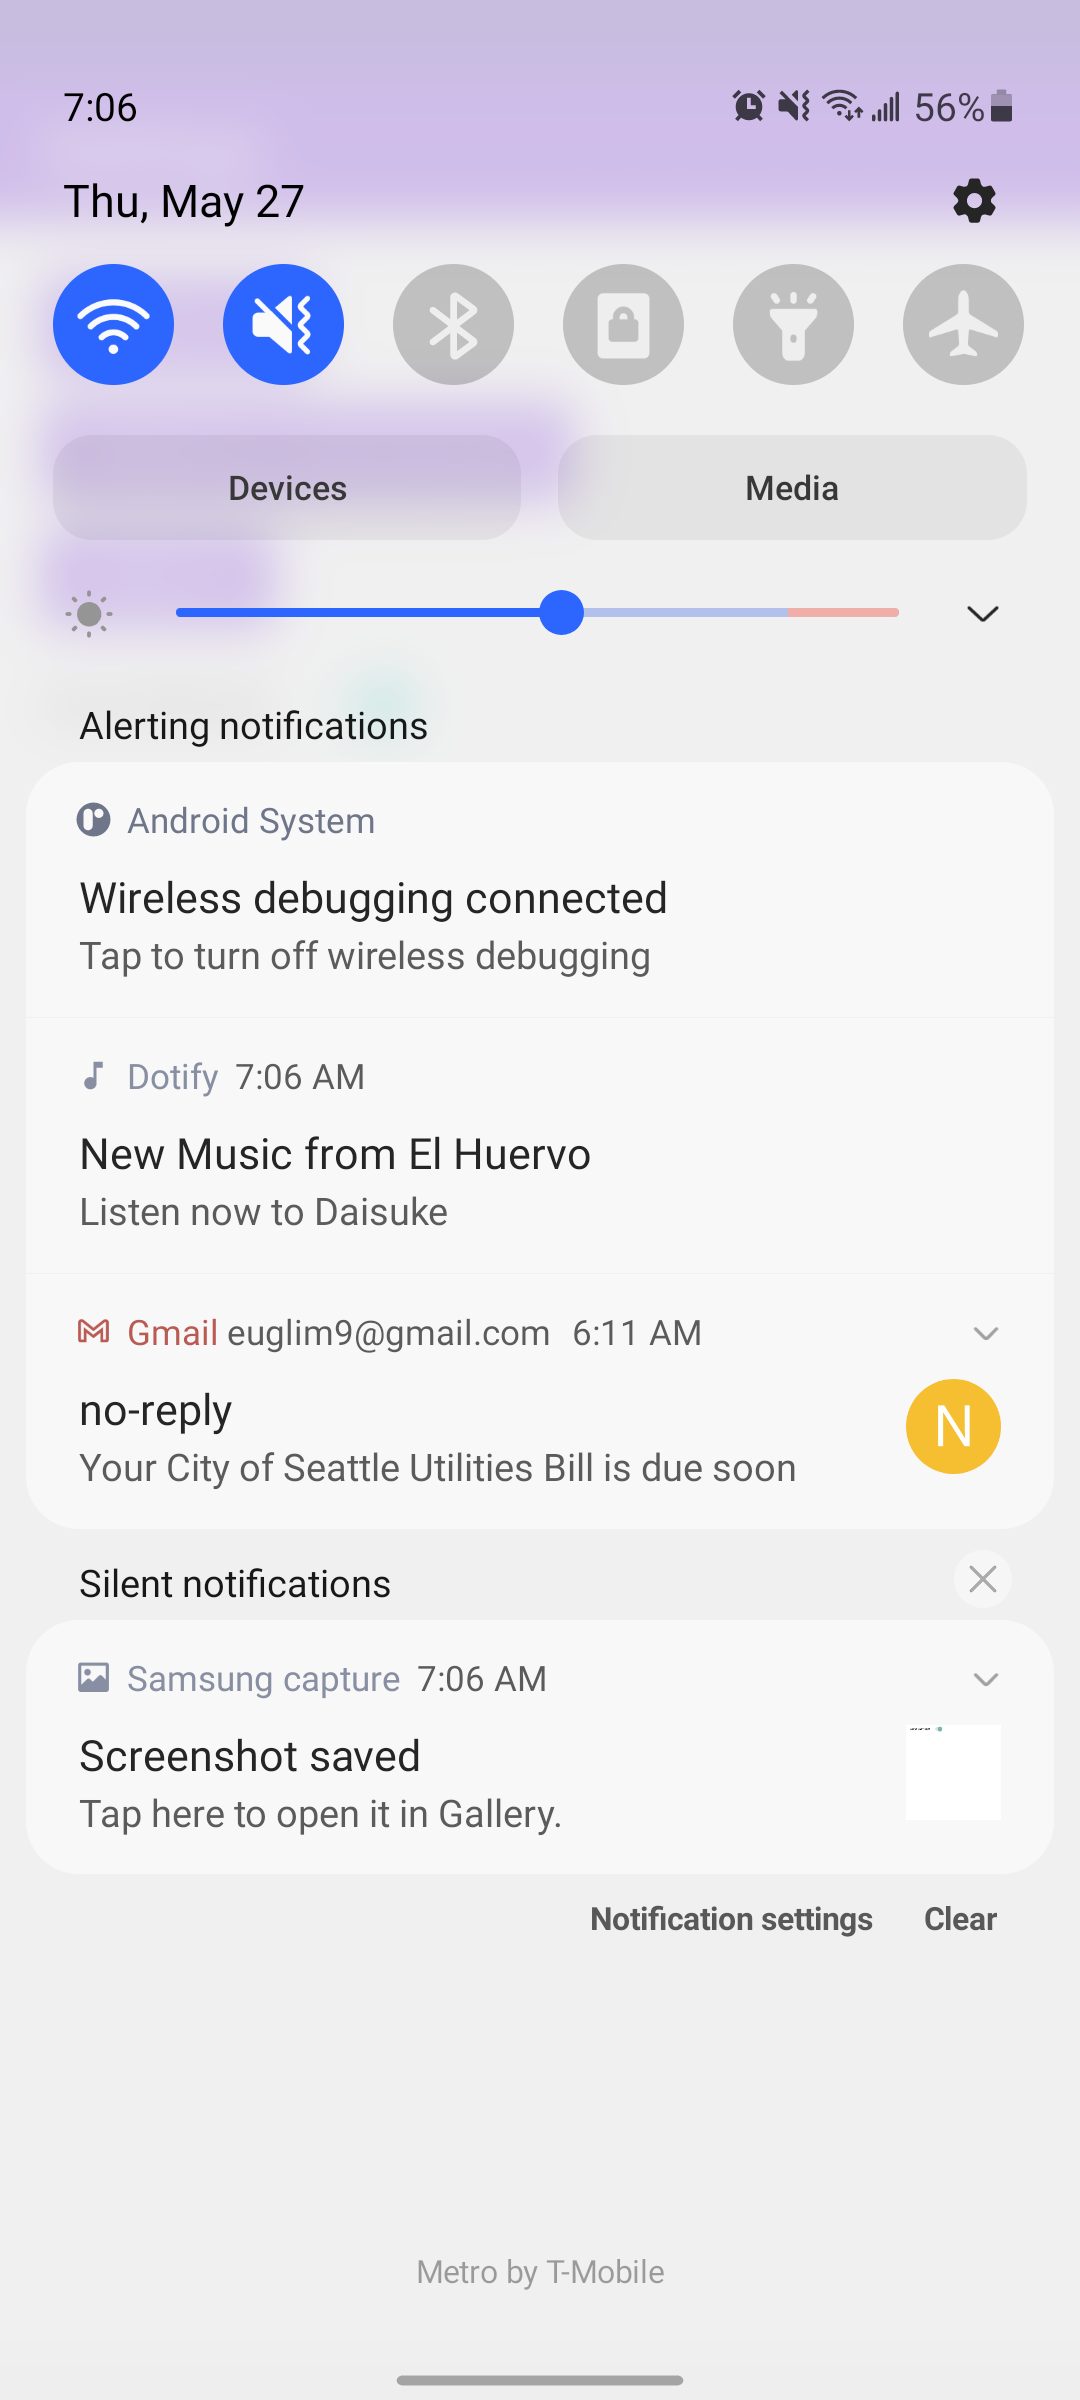 7:06
56%
Thu, May 27
Devices
Media
Alerting notifications
Android System
Wireless debugging connected
Tap to turn off wireless debugging
Dotify 7:06 AM
New Music from El Huervo
Listen now to Daisuke
Gmail euglim9@gmail.com 6:11 AM
no-reply
N
Your City of Seattle Utilities Bill is due soon
Silent notifications
Samsung capture 7:06 AM
Screenshot saved
Tap here to open it in Gallery.
Notification settings
Clear
Metro by T-Mobile